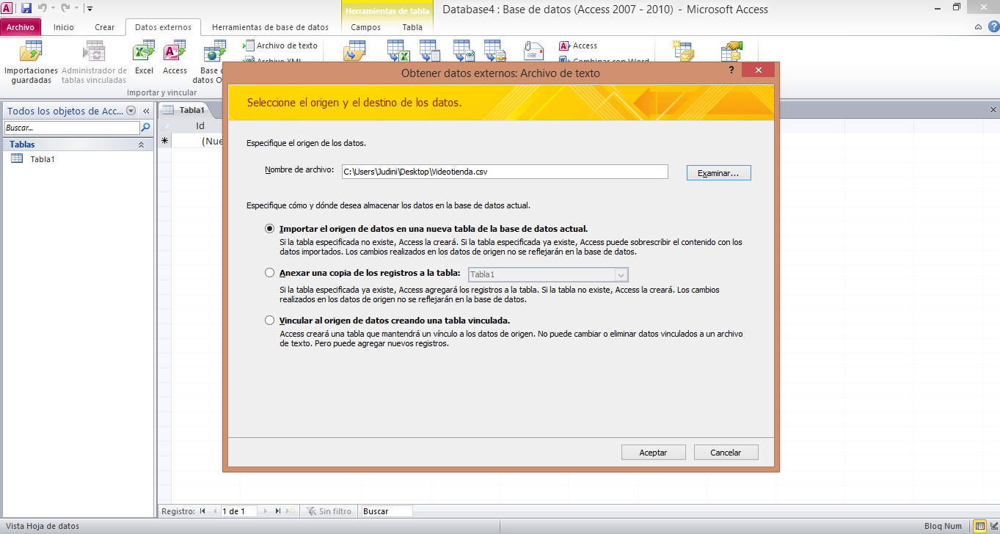 Herramientas de tabla
Database4 : Base de datos (Access 2007 - 2010) - Microsoft Access
Archivo Inicio Crear Datos externos Herramientas de base de datos Campos Tabla
Importaciones guardadas
Administrador de tablas vinculadas
Excel
Access
Base
datos O
Archivo de texto
Archivo XML
Access
Combinar con Word
Importar y vincular
Obtener datos externos: Archivo de texto
Seleccione el origen y el destino de los datos.
Todos los objetos de Acc...
Buscar...
Tablas
Tabla1
Tabla1
Id
(Nue
Especifique el origen de los datos.
Nombre de archivo: C:\Users\Judini\Desktop\Videotienda.csv Examinar...
Especifique cómo y dónde desea almacenar los datos en la base de datos actual.
Importar el origen de datos en una nueva tabla de la base de datos actual.
Si la tabla especificada no existe, Access la creará. Si la tabla especificada ya existe, Access puede sobrescribir el contenido con los
datos importados. Los cambios realizados en los datos de origen no se reflejarán en la base de datos.
Anexar una copia de los registros a la tabla: Tabla1
Si la tabla especificada ya existe, Access agregará los registros a la tabla. Si la tabla no existe, Access la creará. Los cambios
realizados en los datos de origen no se reflejarán en la base de datos.
Vincular al origen de datos creando una tabla vinculada.
Access creará una tabla que mantendrá un vínculo a los datos de origen. No puede cambiar o eliminar datos vinculados a un archivo
de texto. Pero puede agregar nuevos registros.
Aceptar Cancelar
Registro: 1 de 1 Sin filtro Buscar
Vista Hoja de datos Bloq Num